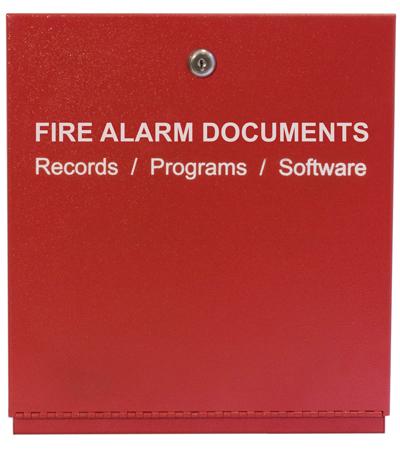 FIRE ALARM DOCUMENTS
Records / Programs / Software